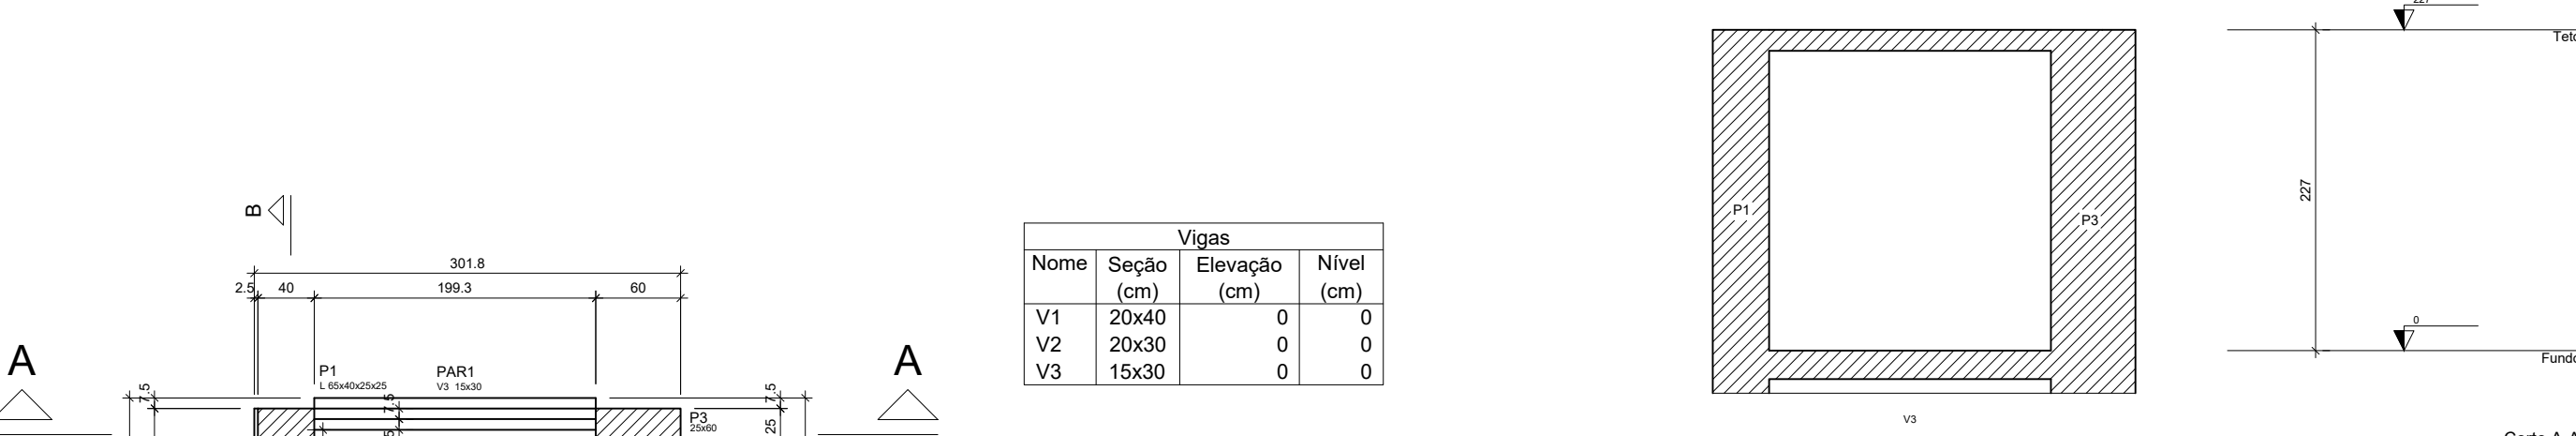 B
301.8
2.5 40 199.3 60
A
A
P1
L 65x40x25x25
PAR1
V3 15x30
7.5
7.5
7.5
P3
25x60
25
Vigas
Nome Seção (cm) Elevação (cm) Nível (cm)
V1 20x40 0 0
V2 20x30 0 0
V3 15x30 0 0
P1
P3
V3
227
227
0